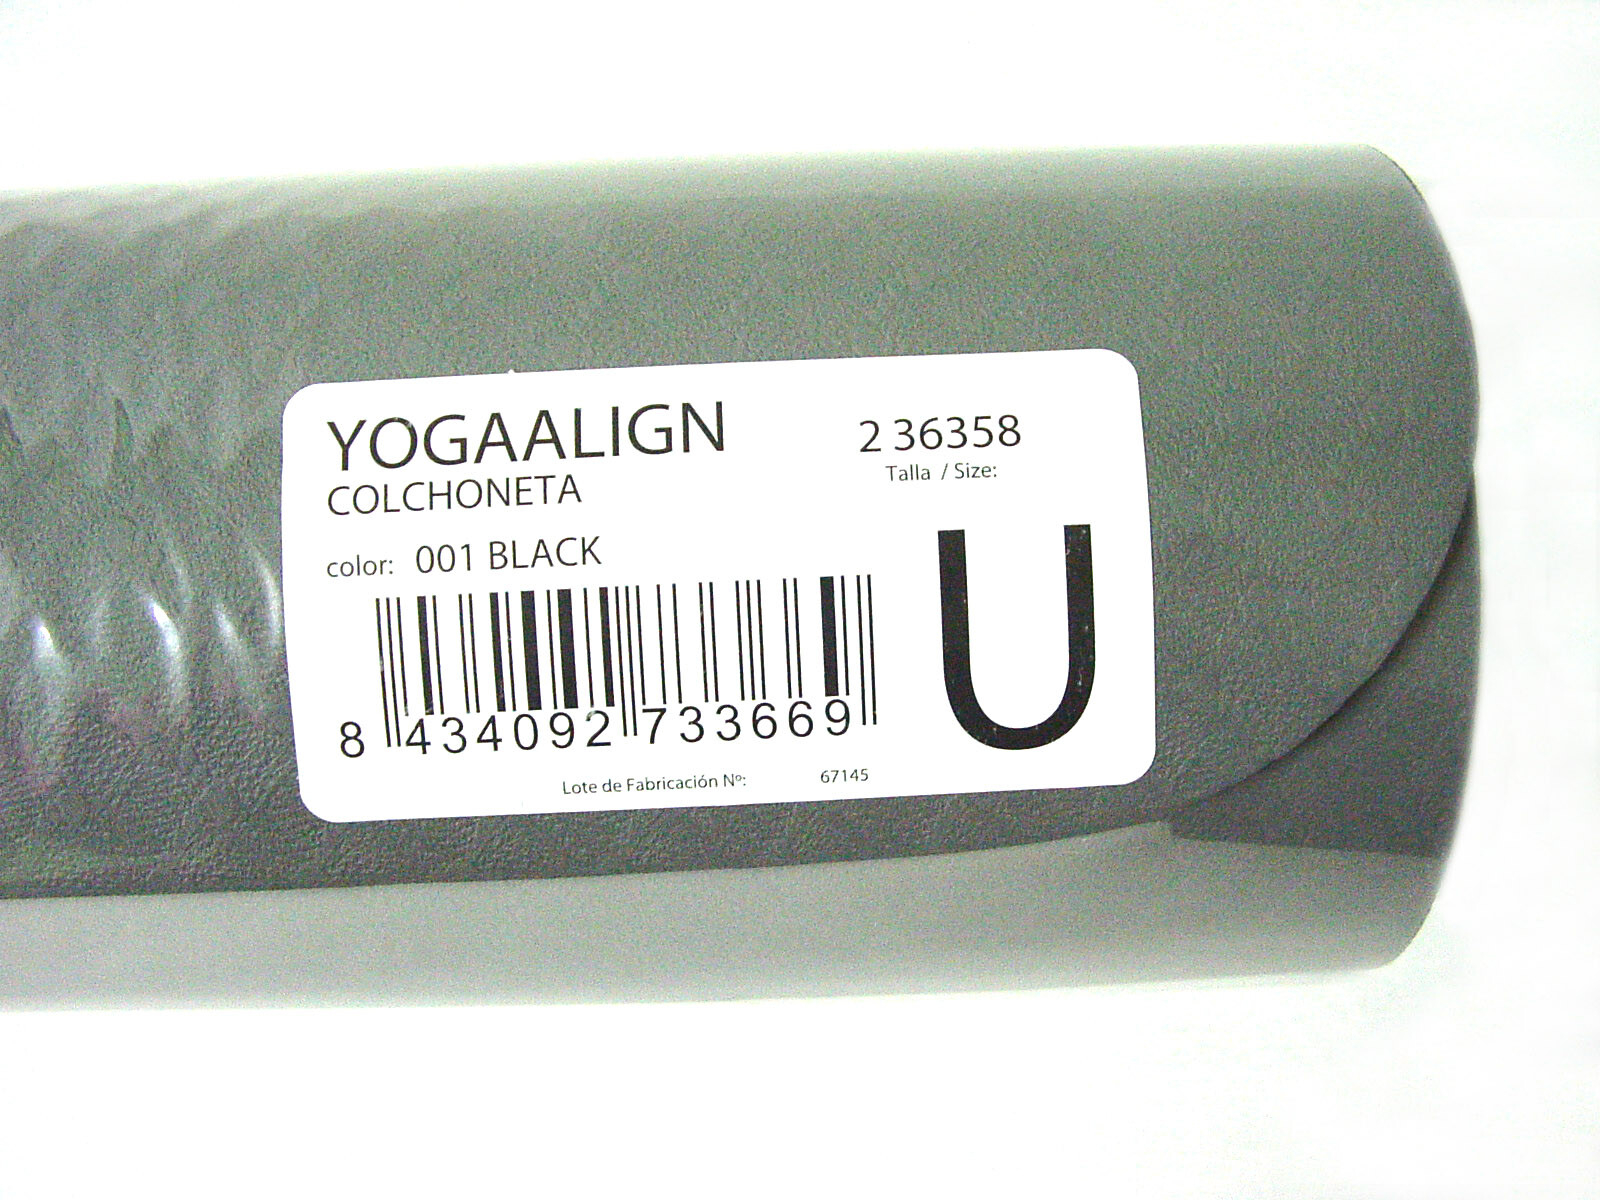 YOGAALIGN
COLCHONETA
2 36358
Talla / Size:
U
color: 001 BLACK
8 434092 733669
Lote de Fabricación Nº: 67145